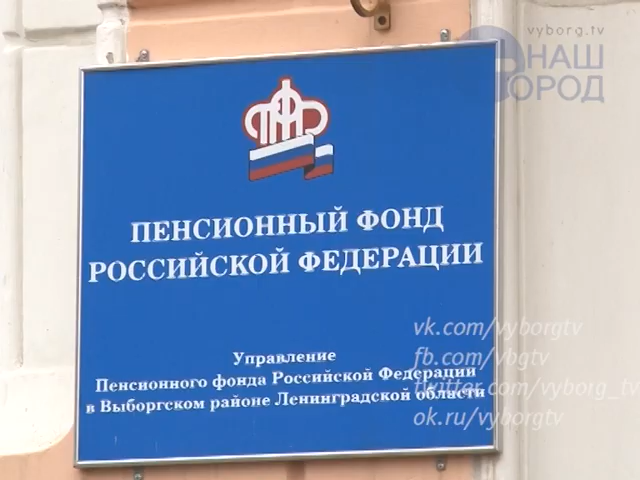 vyborg.tv
НАШ
ГОРОД
ПЕНСИОННЫЙ ФОНД
РОССИЙСКОЙ ФЕДЕРАЦИИ
Управление
Пенсионного фонда Российской Федерации
в Выборгском районе Ленинградской области
vk.com/vyborgtv
fb.com/vbgtv
twitter.com/vyborg_tv
ok.ru/vyborgtv